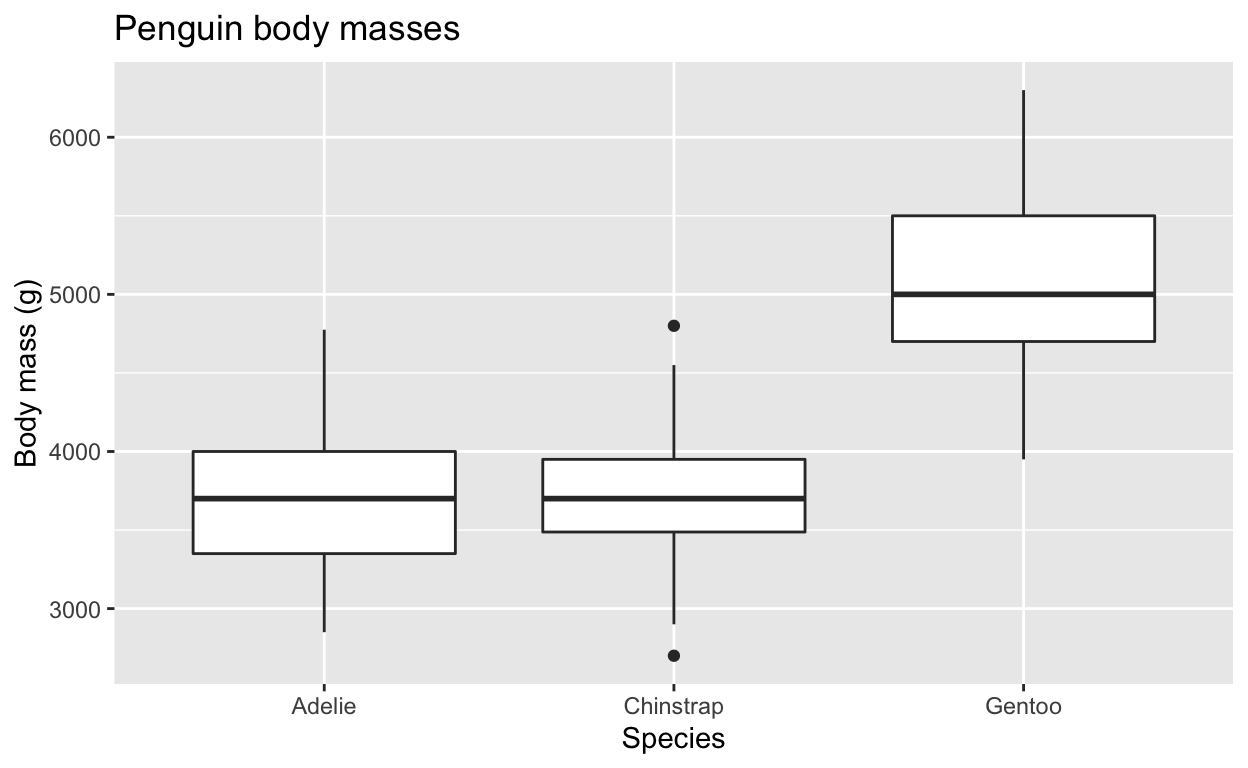 Penguin body masses
Body mass (g)
6000
5000
4000
3000
Adelie
Chinstrap
Gentoo
Species